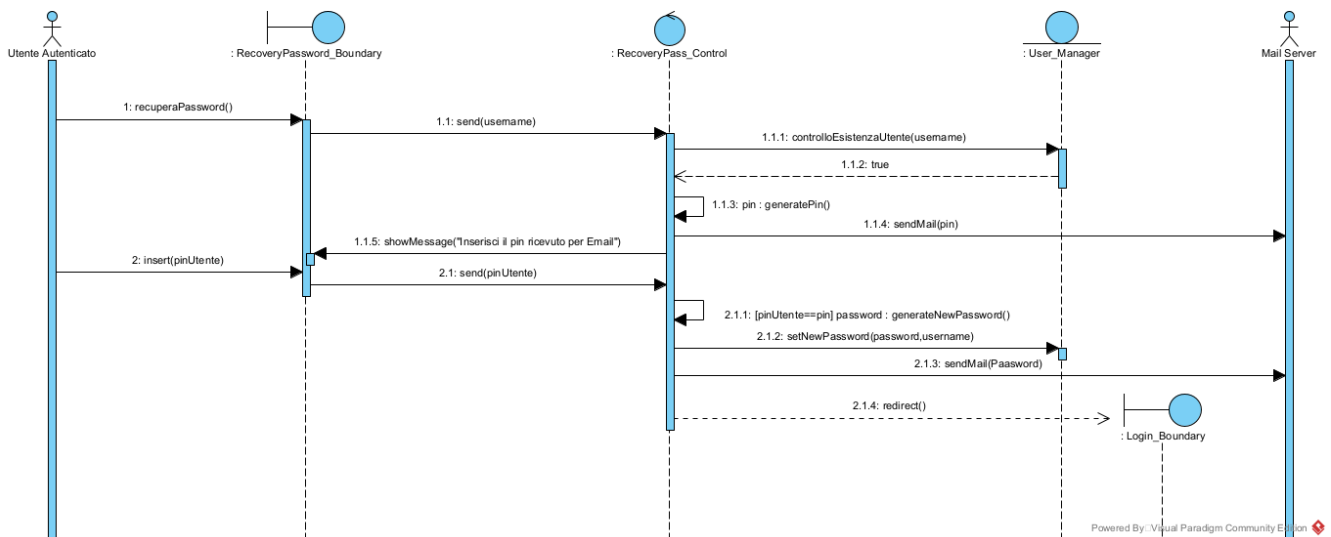 Utente Autenticato
: RecoveryPassword_Boundary
: RecoveryPass_Control
: User_Manager
Mail Server
1: recuperaPassword()
1.1: send(username)
1.1.1: controlloEsistenzaUtente(username)
1.1.2: true
1.1.3: pin : generatePin()
1.1.4: sendMail(pin)
1.1.5: showMessage("Inserisci il pin ricevuto per Email")
2: insert(pinUtente)
2.1: send(pinUtente)
2.1.1: [pinUtente==pin] password : generateNewPassword()
2.1.2: setNewPassword(password,username)
2.1.3: sendMail(Paasword)
2.1.4: redirect()
: Login_Boundary
Powered By Visual Paradigm Community Edition